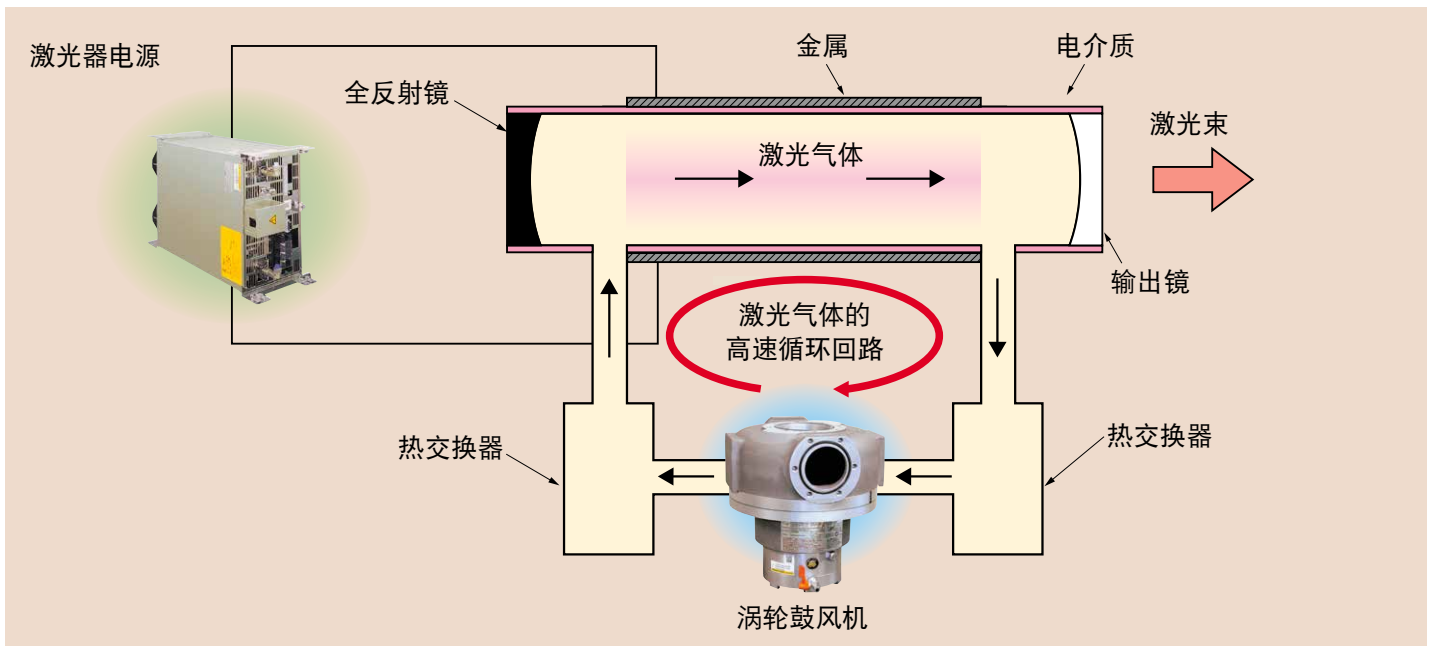 激光器电源
全反射镜
金属
电介质
激光气体
激光束
输出镜
激光气体的
高速循环回路
热交换器
热交换器
涡轮鼓风机